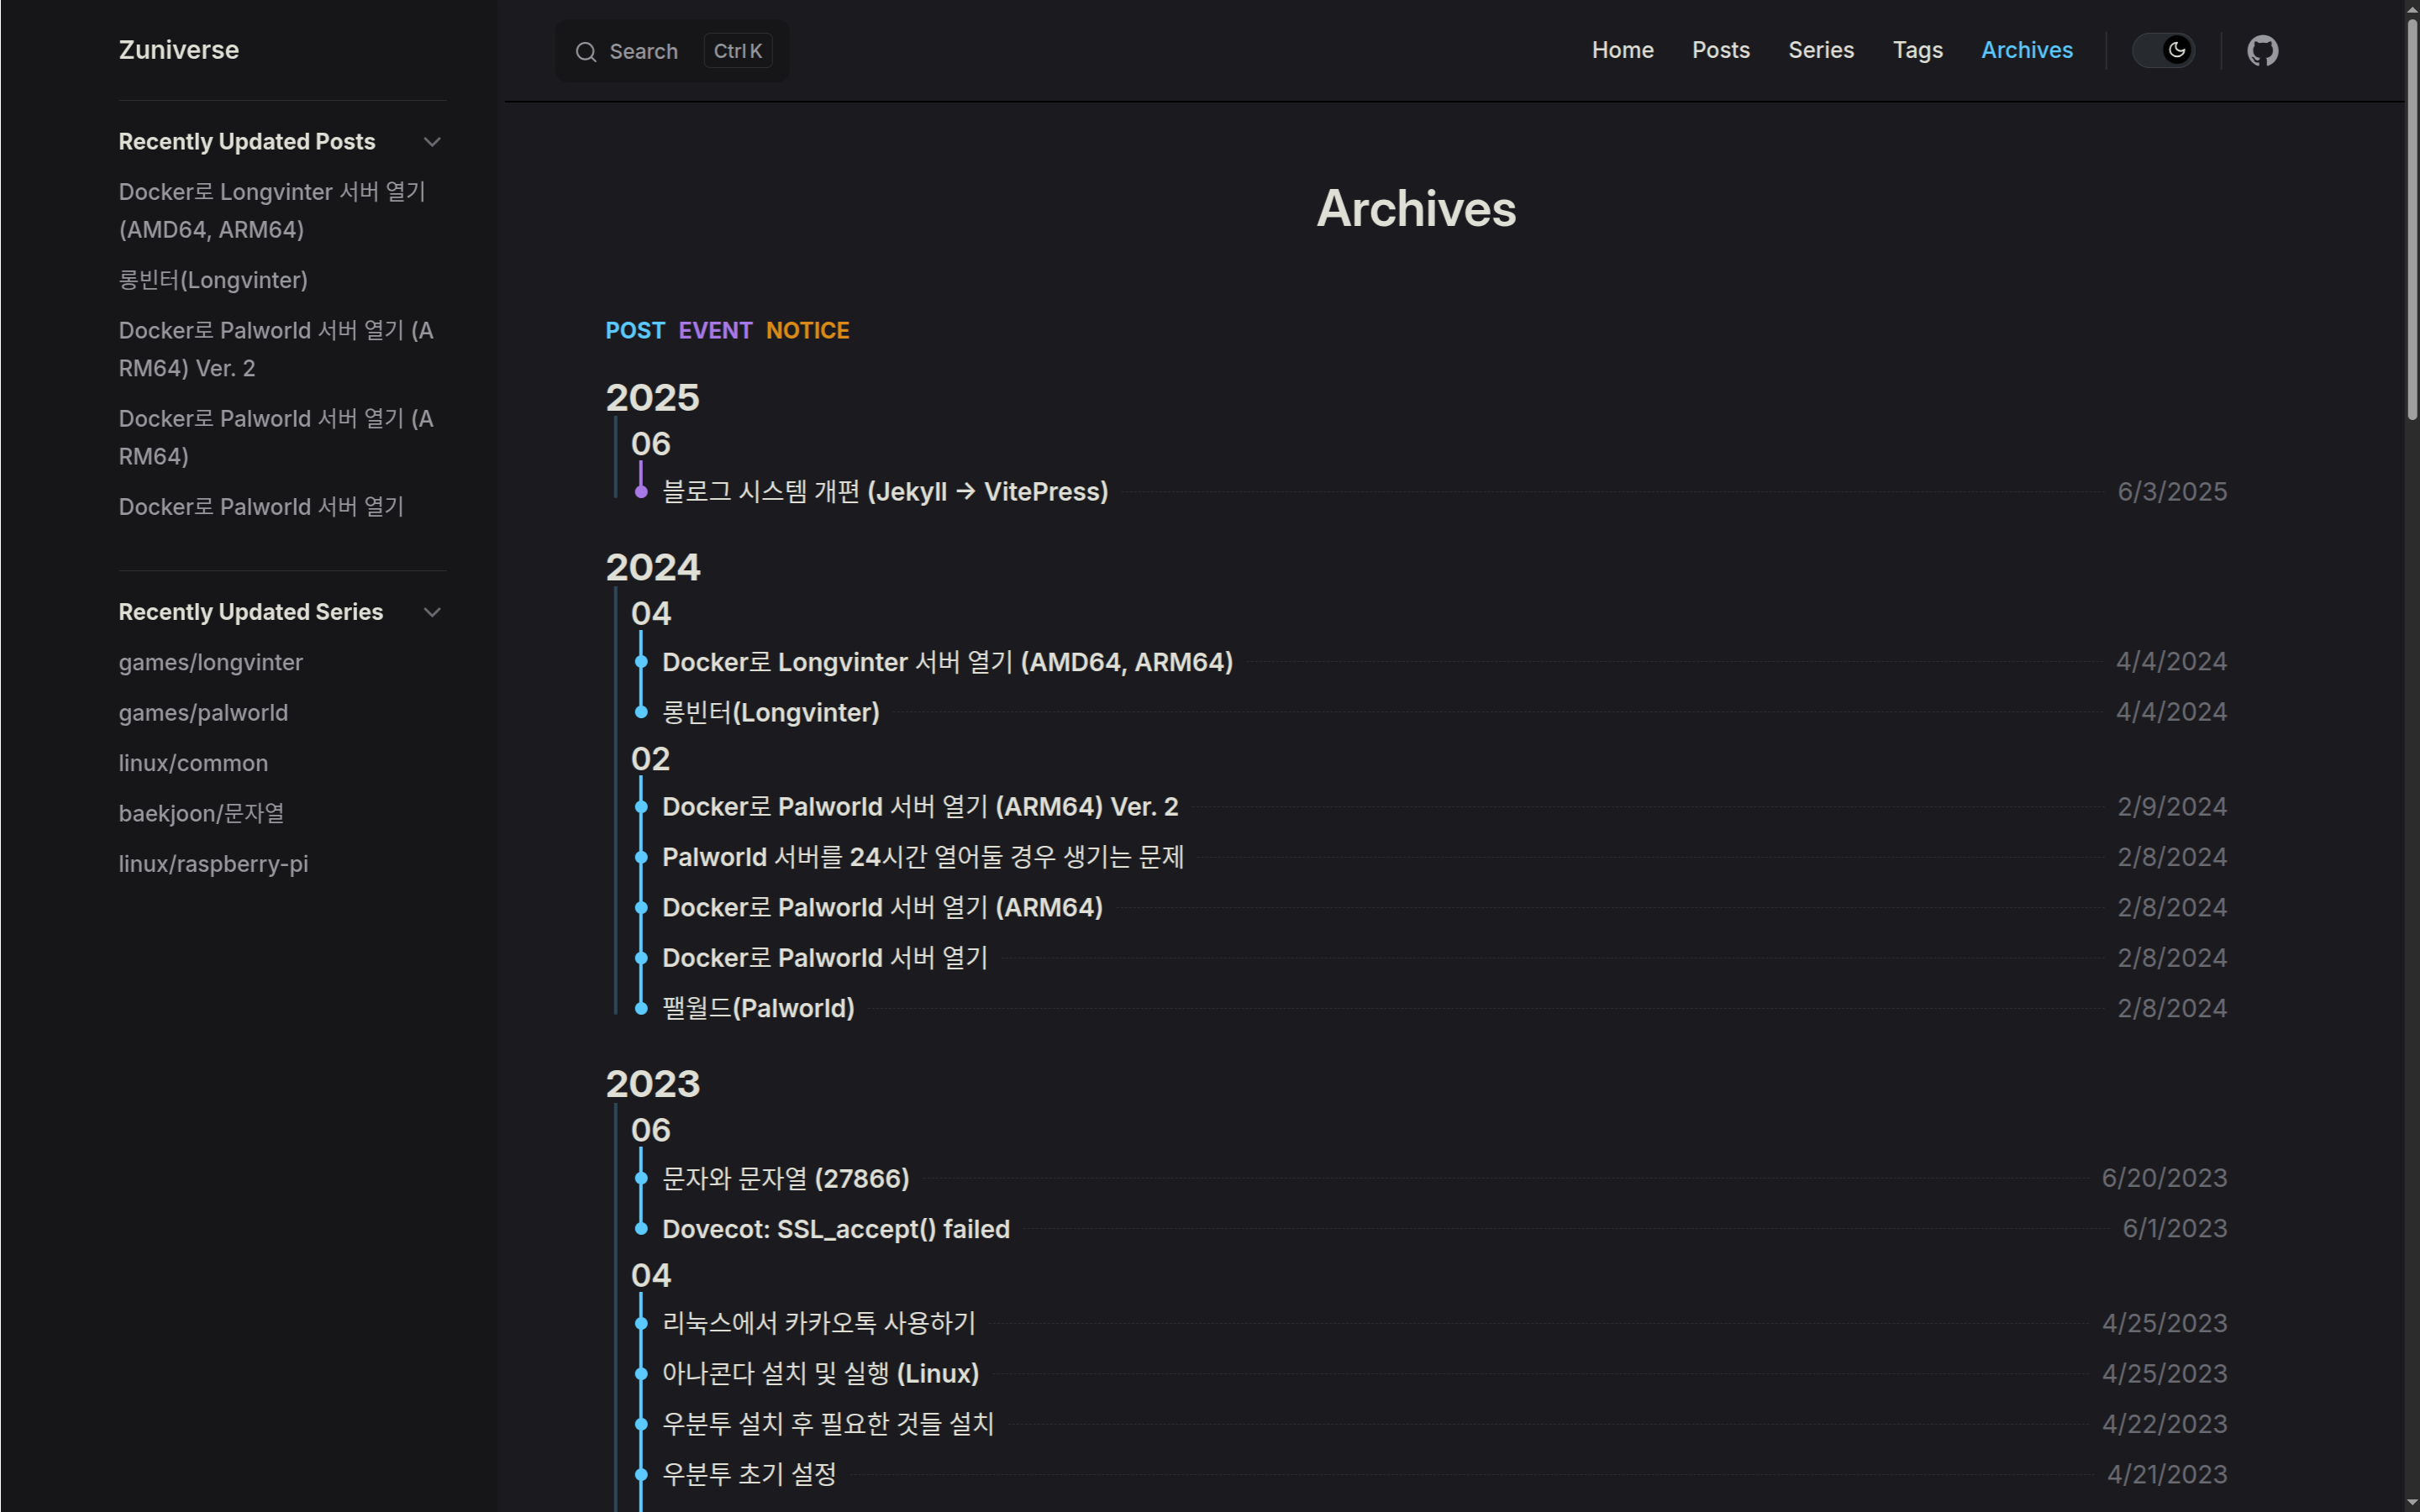 Zuniverse
Search Ctrl K
Home Posts Series Tags Archives
Recently Updated Posts
Docker로 Longvinter 서버 열기
(AMD64, ARM64)
롱빈터(Longvinter)
Docker로 Palworld 서버 열기 (A
RM64) Ver. 2
Docker로 Palworld 서버 열기 (A
RM64)
Docker로 Palworld 서버 열기
Recently Updated Series
games/longvinter
games/palworld
linux/common
baekjoon/문자열
linux/raspberry-pi
Archives
POST EVENT NOTICE
2025
06
블로그 시스템 개편 (Jekyll → VitePress) 6/3/2025
2024
04
Docker로 Longvinter 서버 열기 (AMD64, ARM64) 4/4/2024
롱빈터(Longvinter) 4/4/2024
02
Docker로 Palworld 서버 열기 (ARM64) Ver. 2 2/9/2024
Palworld 서버를 24시간 열어둘 경우 생기는 문제 2/8/2024
Docker로 Palworld 서버 열기 (ARM64) 2/8/2024
Docker로 Palworld 서버 열기 2/8/2024
팰월드(Palworld) 2/8/2024
2023
06
문자와 문자열 (27866) 6/20/2023
Dovecot: SSL_accept() failed 6/1/2023
04
리눅스에서 카카오톡 사용하기 4/25/2023
아나콘다 설치 및 실행 (Linux) 4/25/2023
우분투 설치 후 필요한 것들 설치 4/22/2023
우분투 초기 설정 4/21/2023